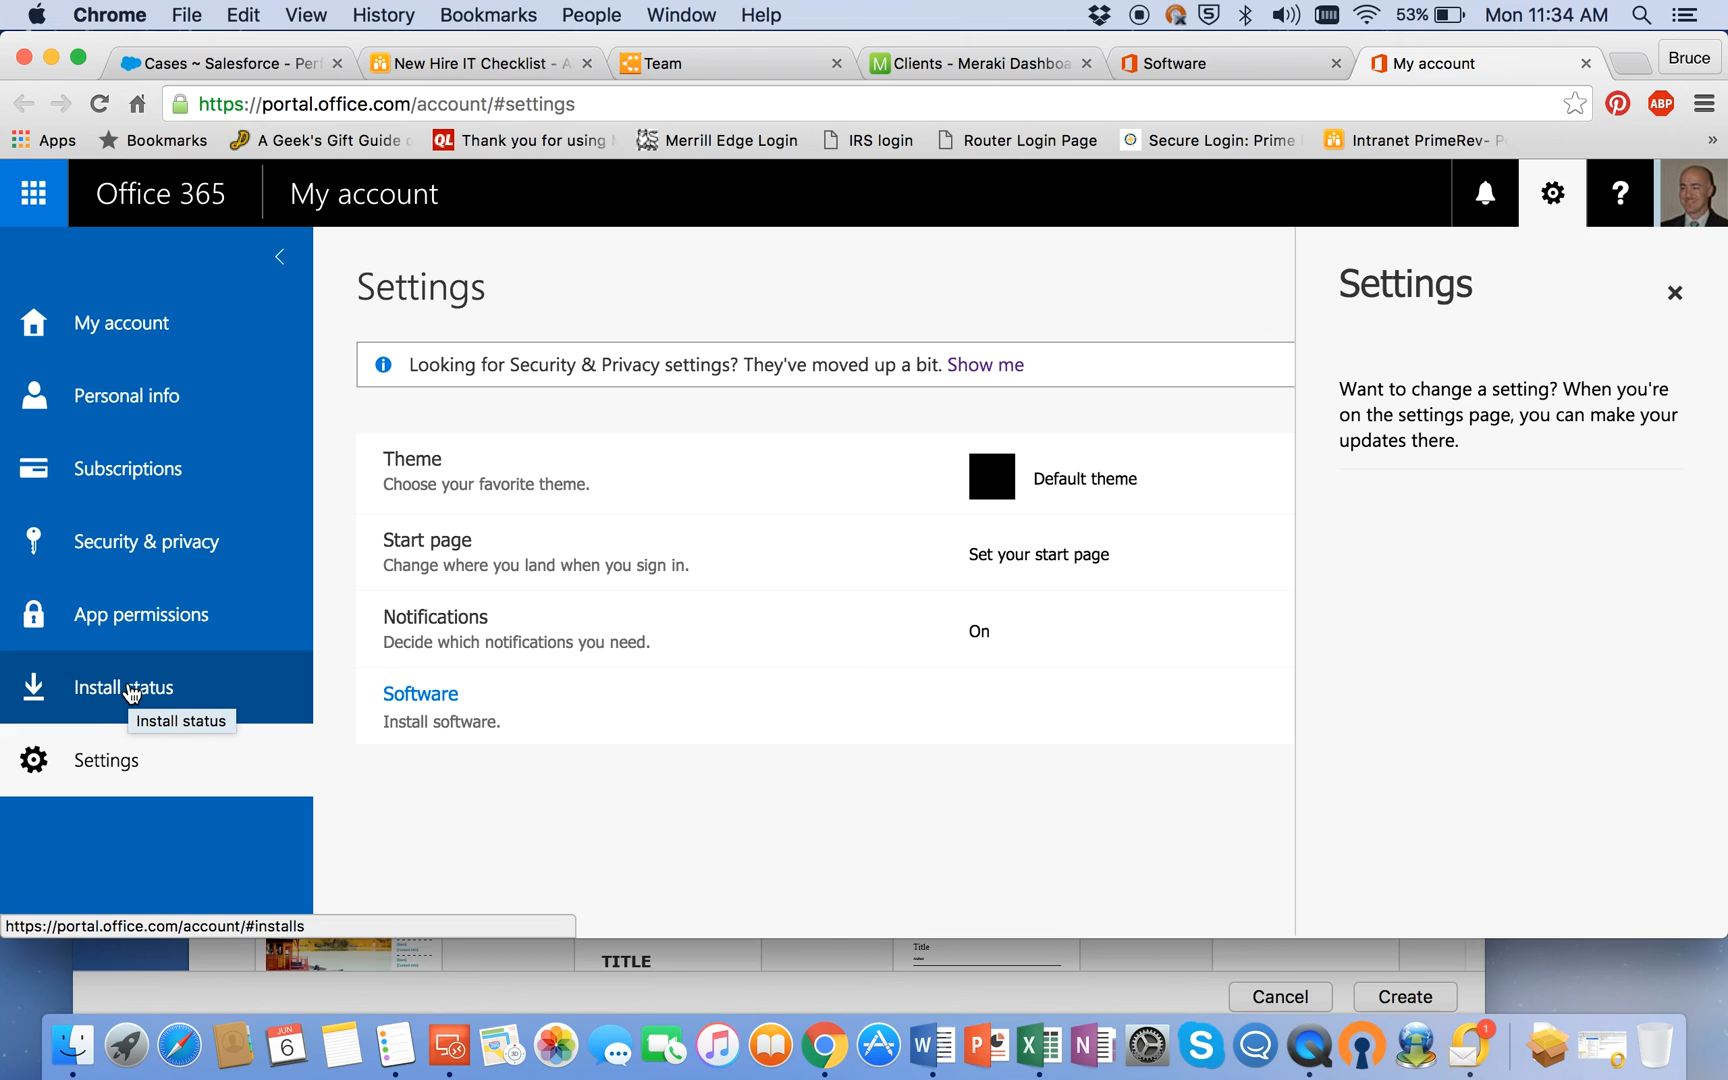 Chrome File Edit View History Bookmarks People Window Help 53% Mon 11:34 AM
Cases ~ Salesforce - Perf New Hire IT Checklist - A Team Clients - Meraki Dashboa Software My account Bruce
https://portal.office.com/account/#settings ABP
Apps Bookmarks A Geek's Gift Guide QL Thank you for using Merrill Edge Login IRS login Router Login Page Secure Login: Prime Intranet PrimeRev- P »
Office 365 My account ?
Settings
Looking for Security & Privacy settings? They've moved up a bit. Show me
Theme
Choose your favorite theme.
Default theme
Start page
Change where you land when you sign in.
Set your start page
Notifications
Decide which notifications you need.
On
Software
Install software.
My account
Personal info
Subscriptions
Security & privacy
App permissions
Install status
Install status
Settings
Settings
Want to change a setting? When you're
on the settings page, you can make your
updates there.
https://portal.office.com/account/#installs
TITLE
Title
Cancel Create
JUN
6
1